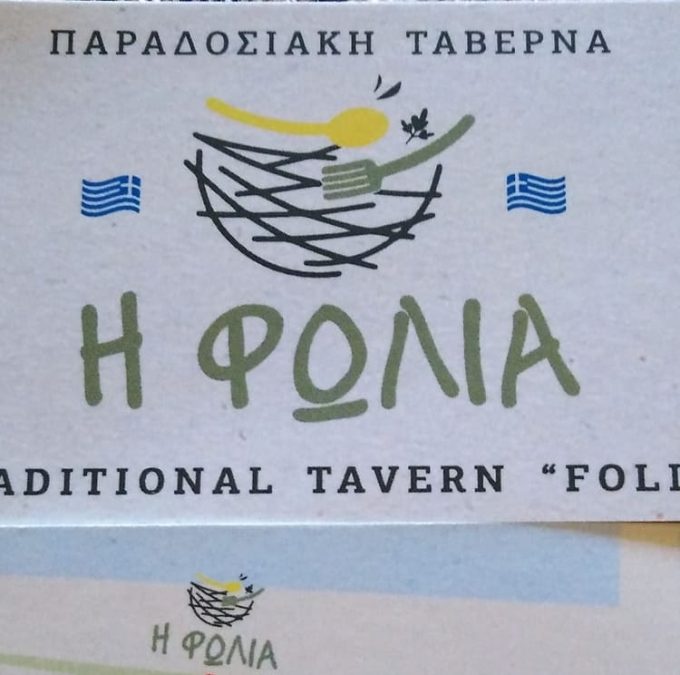 ΠΑΡΑΔΟΣΙΑΚΗ ΤΑΒΕΡΝΑ
Η ΦΩΛΙΑ
ADITIONAL TAVERN “FOLI
Η ΦΩΛΙΑ